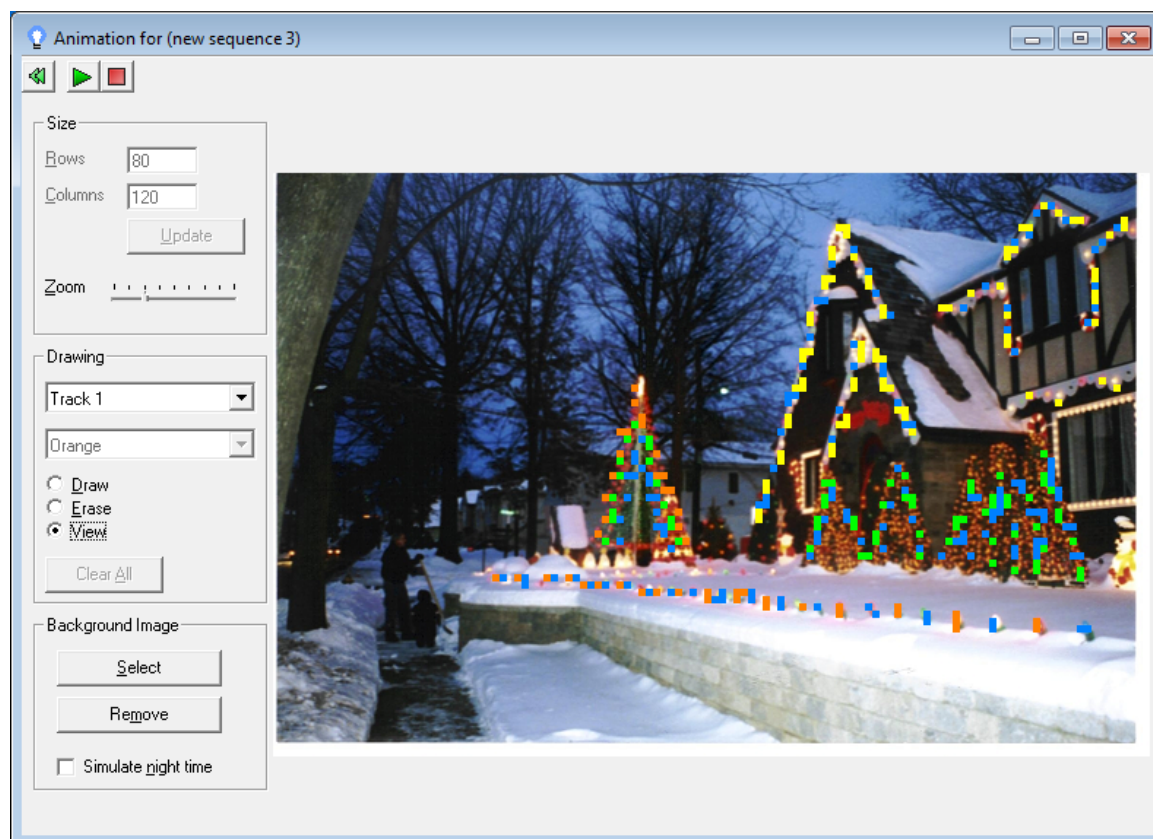 Animation for (new sequence 3)
Size
Rows 80
Columns 120
Update
Zoom
Drawing
Track 1
Orange
Draw
Erase
View
Clear All
Background Image
Select
Remove
Simulate night time